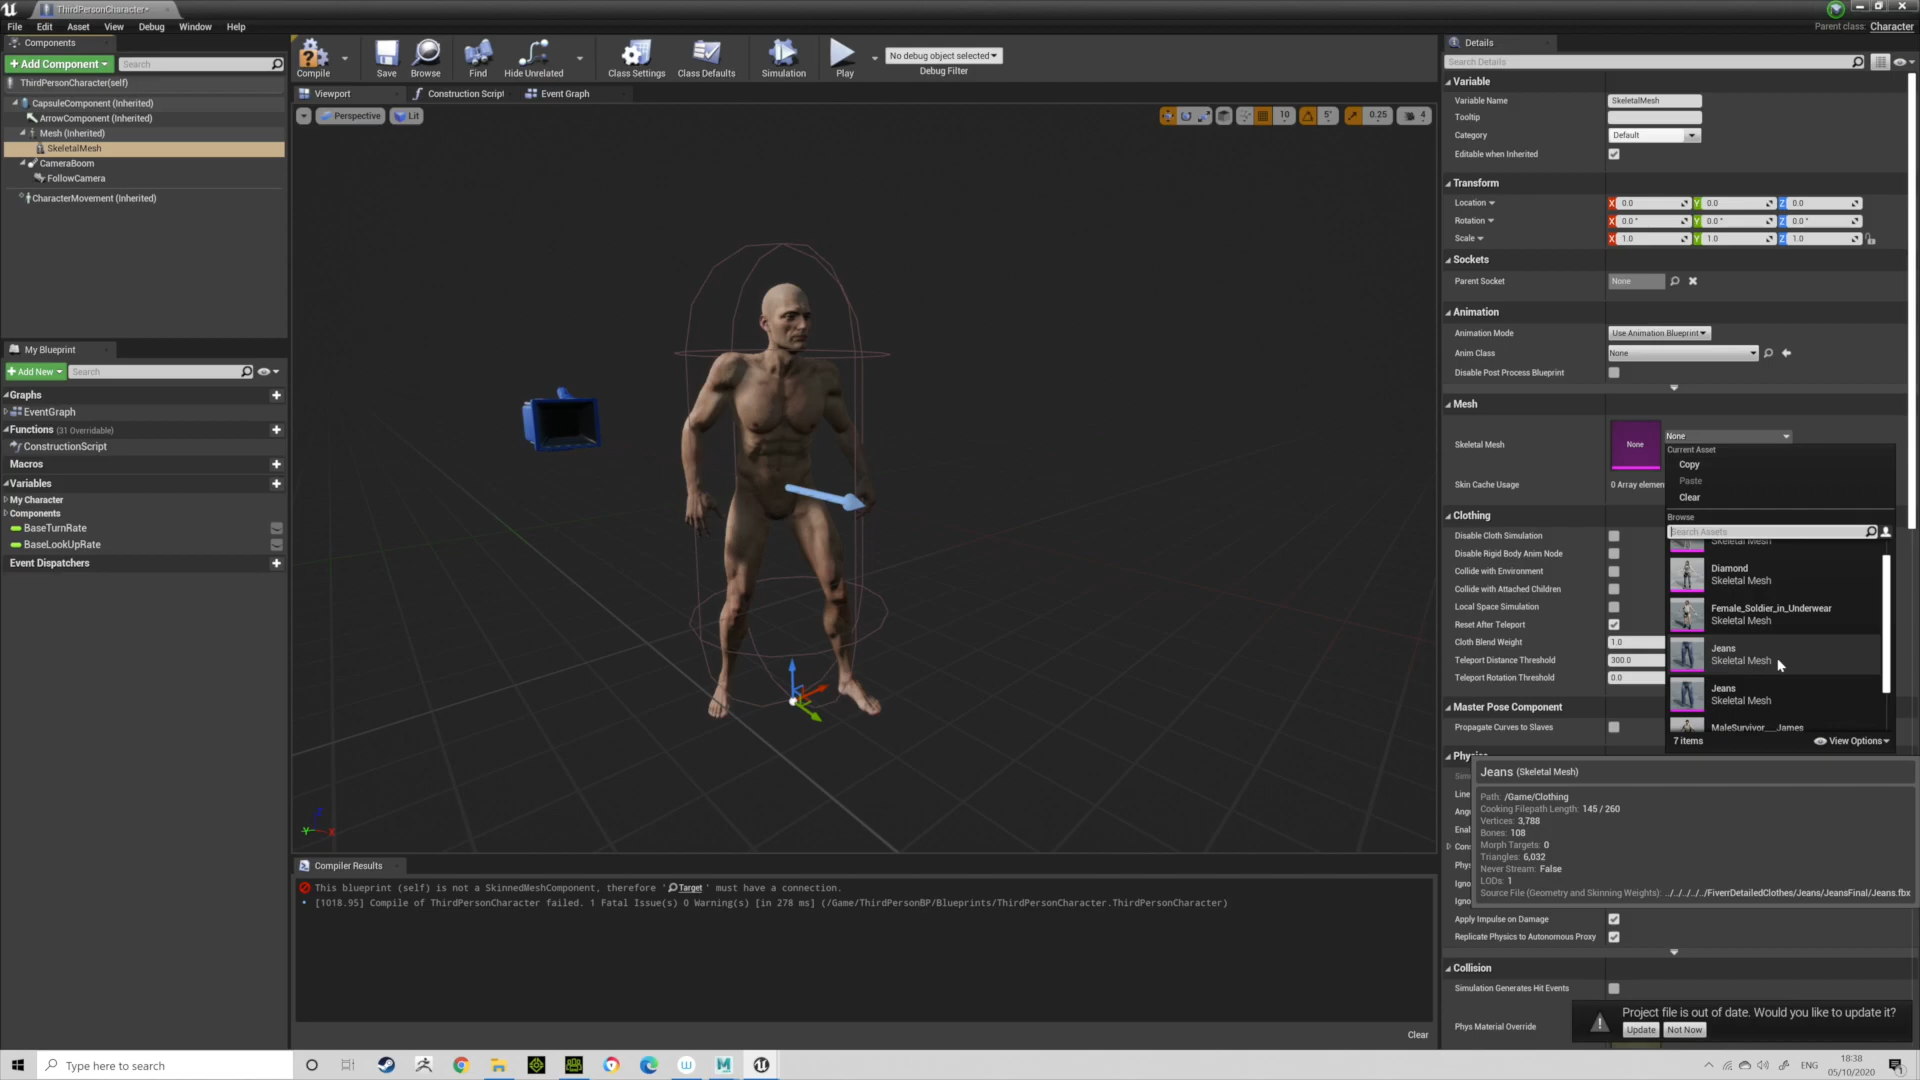 ThirdPersonCharacter*
File Edit Asset View Debug Window Help
Parent class: Character
Components
+ Add Component
Search
ThirdPersonCharacter(self)
CapsuleComponent (Inherited)
ArrowComponent (Inherited)
Mesh (Inherited)
SkeletalMesh
CameraBoom
FollowCamera
CharacterMovement (Inherited)
My Blueprint
+ Add New
Search
Graphs
EventGraph
Functions (31 Overridable)
ConstructionScript
Macros
Variables
My Character
Components
BaseTurnRate
BaseLookUpRate
Event Dispatchers
Compile Save Browse Find Hide Unrelated Class Settings Class Defaults Simulation Play
No debug object selected
Debug Filter
Viewport Construction Script Event Graph
Perspective Lit
10 5° 0.25 4
Z
Y X
Compiler Results
This blueprint (self) is not a SkinnedMeshComponent, therefore ' Target ' must have a connection.
[1018.95] Compile of ThirdPersonCharacter failed. 1 Fatal Issue(s) 0 Warning(s) [in 278 ms] (/Game/ThirdPersonBP/Blueprints/ThirdPersonCharacter.ThirdPersonCharacter)
Clear
Details
Search Details
Variable
Variable Name SkeletalMesh
Tooltip
Category Default
Editable when Inherited
Transform
Location X 0.0 Y 0.0 Z 0.0
Rotation X 0.0 ° Y 0.0 ° Z 0.0 °
Scale X 1.0 Y 1.0 Z 1.0
Sockets
Parent Socket None
Animation
Animation Mode Use Animation Blueprint
Anim Class None
Disable Post Process Blueprint
Mesh
Skeletal Mesh None None
Skin Cache Usage 0 Array elemen
Current Asset
Copy
Paste
Clear
Browse
Search Assets
Skeletal Mesh
Diamond
Skeletal Mesh
Female_Soldier_in_Underwear
Skeletal Mesh
Jeans
Skeletal Mesh
Jeans
Skeletal Mesh
MaleSurvivor__James
7 items View Options
Clothing
Disable Cloth Simulation
Disable Rigid Body Anim Node
Collide with Environment
Collide with Attached Children
Local Space Simulation
Reset After Teleport
Cloth Blend Weight 1.0
Teleport Distance Threshold 300.0
Teleport Rotation Threshold 0.0
Master Pose Component
Propagate Curves to Slaves
Physics
Sim
Line
Ang
Enal
Con
Phy
Igno
Igno
Jeans (Skeletal Mesh)
Path: /Game/Clothing
Cooking Filepath Length: 145 / 260
Vertices: 3,788
Bones: 108
Morph Targets: 0
Triangles: 6,032
Never Stream: False
LODs: 1
Source File (Geometry and Skinning Weights): ../../../../../FiverrDetailedClothes/Jeans/JeansFinal/Jeans.fbx
Apply Impulse on Damage
Replicate Physics to Autonomous Proxy
Collision
Simulation Generates Hit Events
Phys Material Override
Project file is out of date. Would you like to update it?
Update Not Now
Type here to search
ENG
18:38
05/10/2020